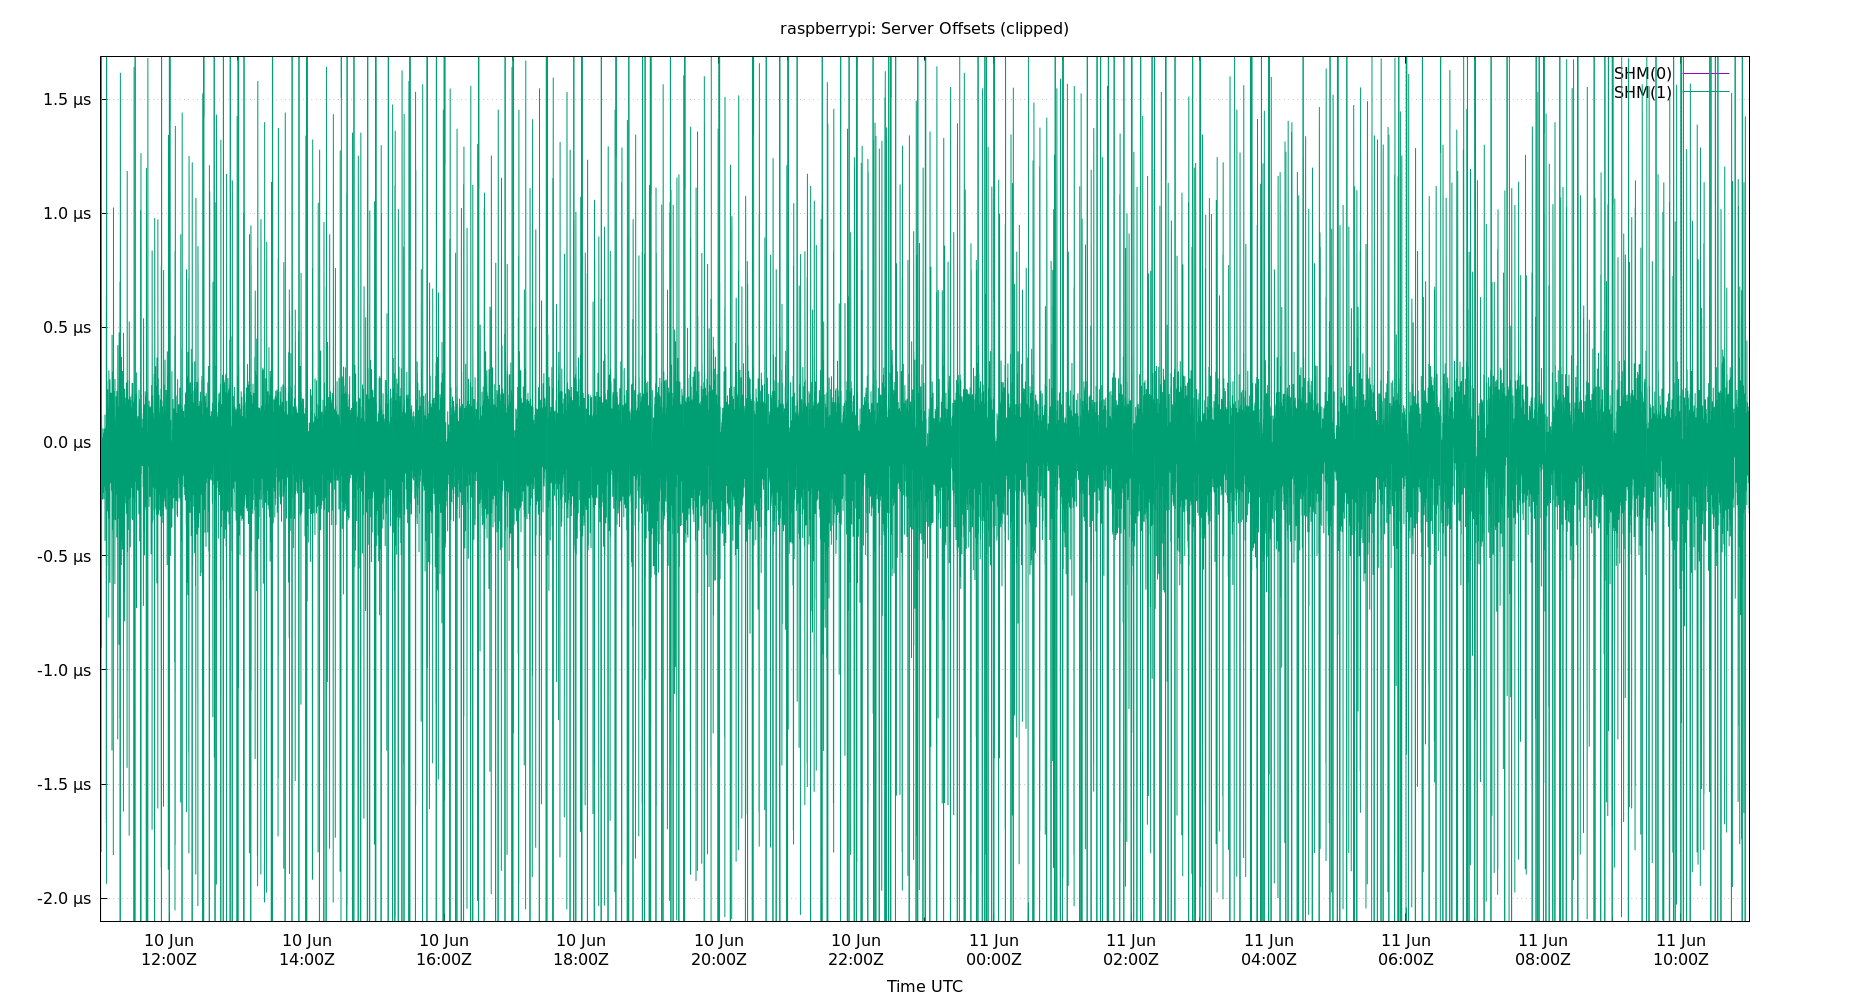 raspberrypi: Server Offsets (clipped)
SHM(0)
SHM(1)
1.5 µs
1.0 µs
0.5 µs
0.0 µs
-0.5 µs
-1.0 µs
-1.5 µs
-2.0 µs
10 Jun 10 Jun 10 Jun 10 Jun 10 Jun 10 Jun 11 Jun 11 Jun 11 Jun 11 Jun 11 Jun 11 Jun
12:00Z 14:00Z 16:00Z 18:00Z 20:00Z 22:00Z 00:00Z 02:00Z 04:00Z 06:00Z 08:00Z 10:00Z
Time UTC